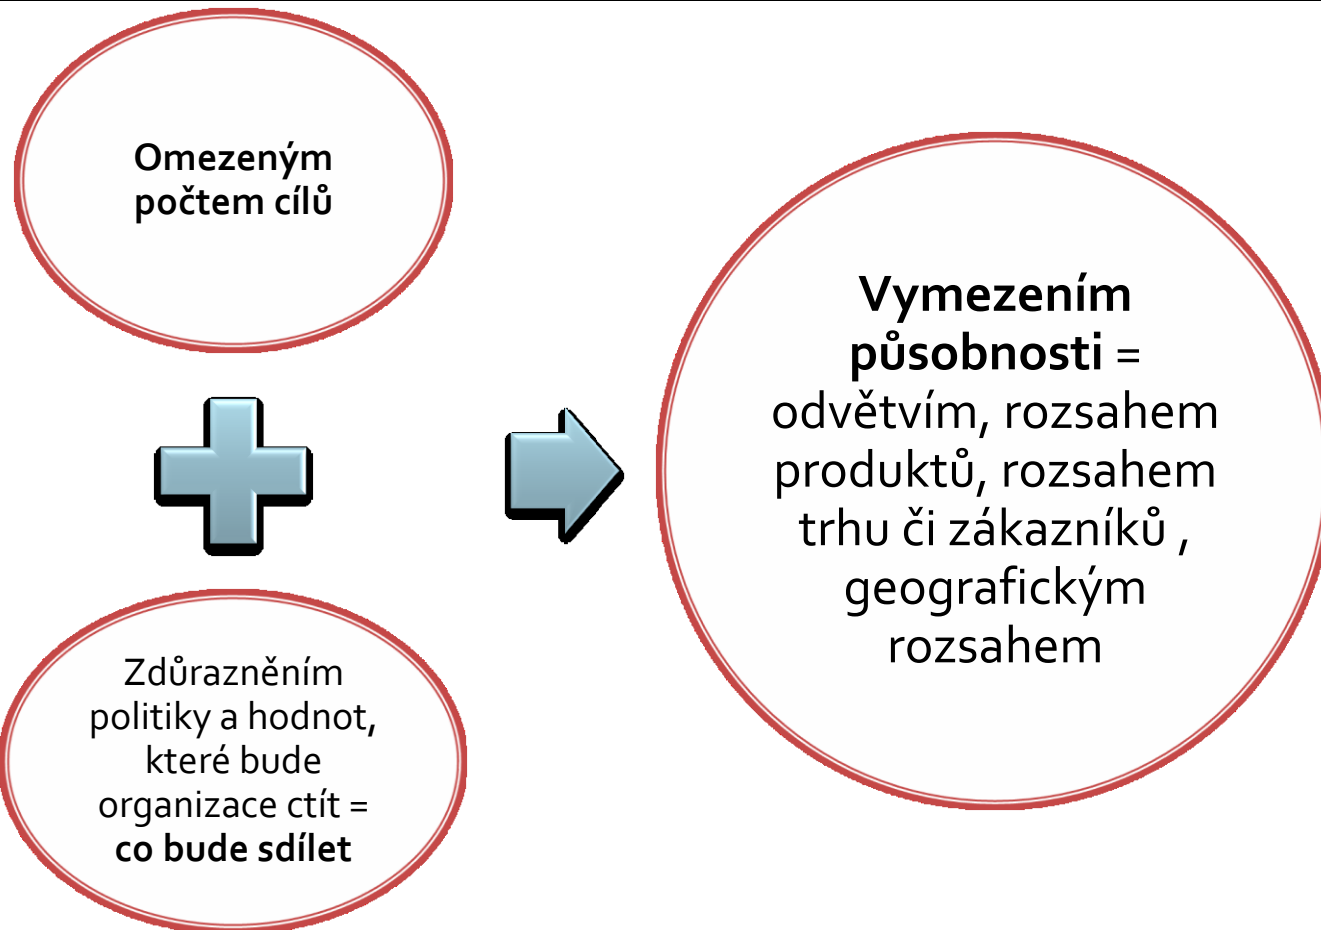 Omezeným
počtem cílů
Zdůrazněním
politiky a hodnot,
které bude
organizace ctít =
co bude sdílet
Vymezením
působnosti =
odvětvím, rozsahem
produktů, rozsahem
trhu či zákazníků ,
geografickým
rozsahem